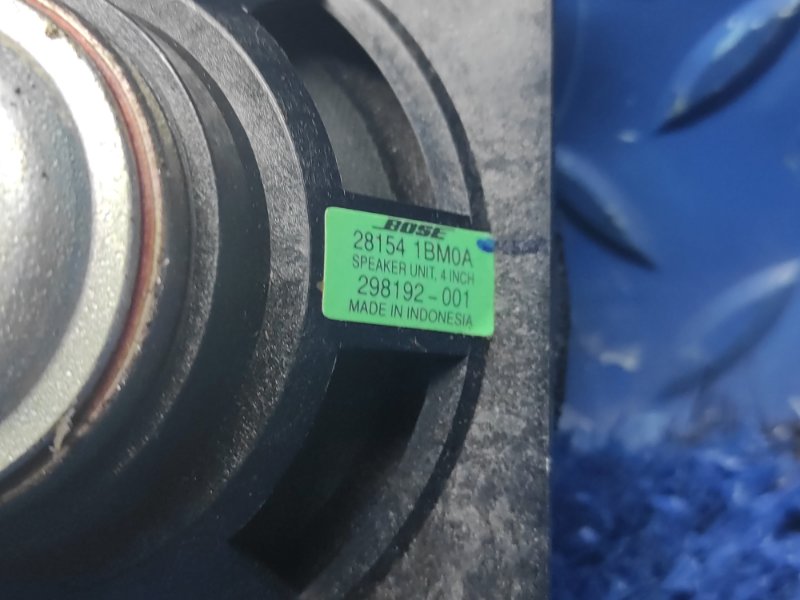 BOSE
28154 1BM0A
SPEAKER UNIT, 4 INCH
298192-001
MADE IN INDONESIA